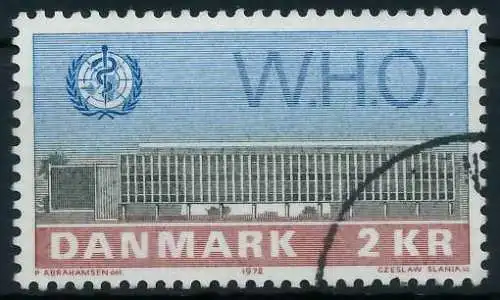 W.H.O.
DANMARK 2 KR
P. ABRAHAMSEN del. 1972 CZESLAW SLANIA sc.